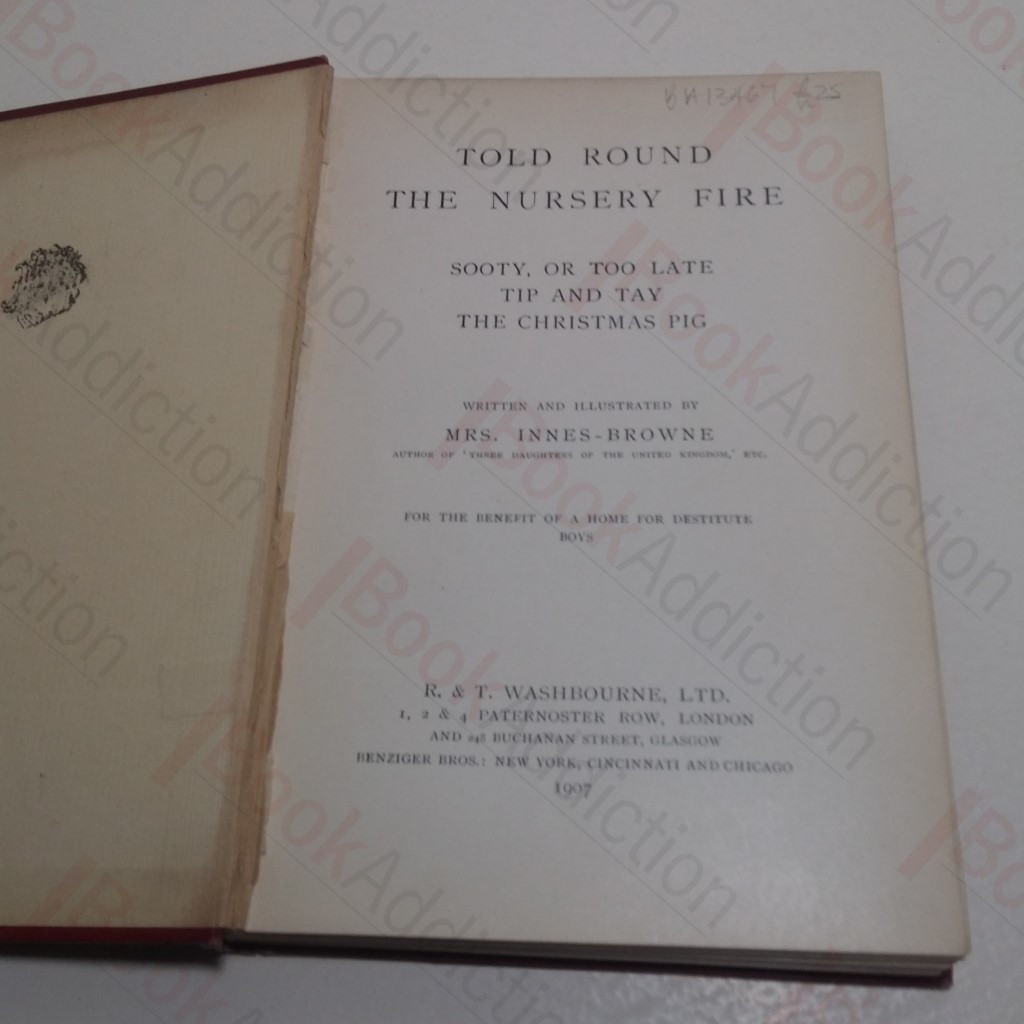 BA13467 £25
TOLD ROUND
THE NURSERY FIRE
SOOTY, OR TOO LATE
TIP AND TAY
THE CHRISTMAS PIG
WRITTEN AND ILLUSTRATED BY
MRS. INNES-BROWNE
AUTHOR OF 'THREE DAUGHTERS OF THE UNITED KINGDOM,' ETC.
FOR THE BENEFIT OF A HOME FOR DESTITUTE
BOYS
R. & T. WASHBOURNE, LTD.
1, 2 & 4 PATERNOSTER ROW, LONDON
AND 248 BUCHANAN STREET, GLASGOW
BENZIGER BROS.: NEW YORK, CINCINNATI AND CHICAGO
1907
BookAddiction